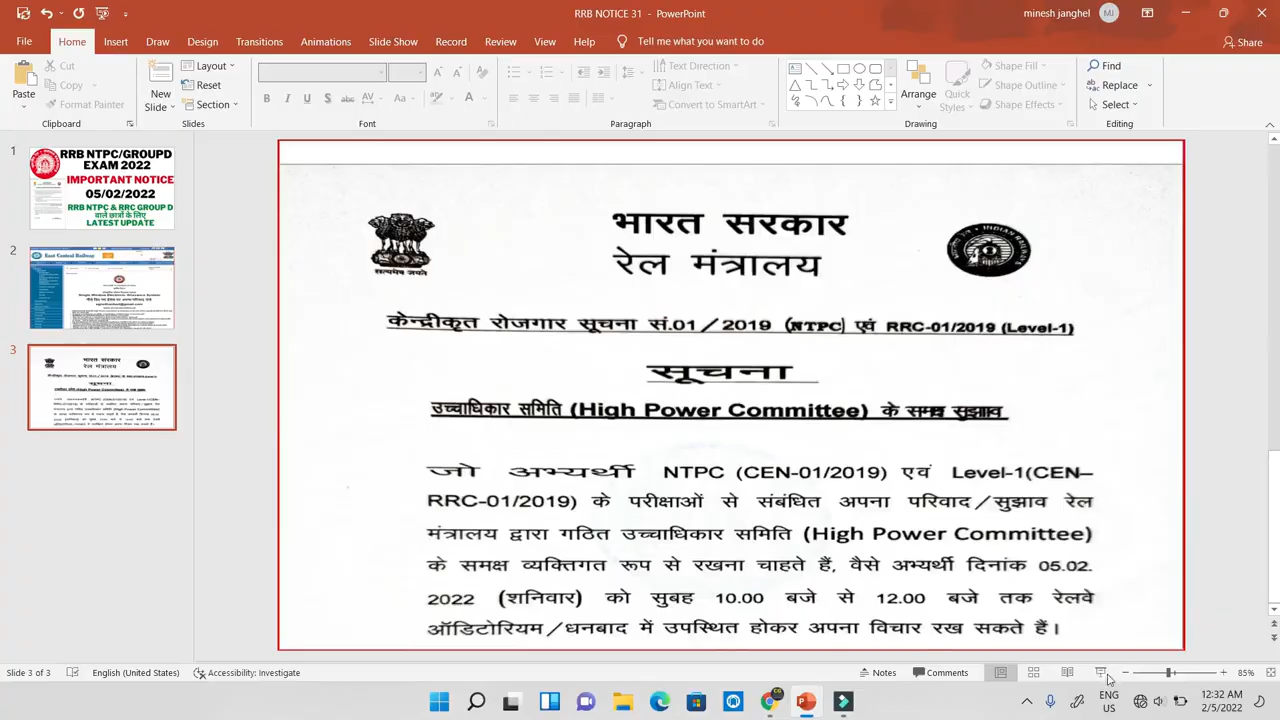 RRB NOTICE 31 - PowerPoint
minesh janghel
MI
File Home Insert Draw Design Transitions Animations Slide Show Record Review View Help Tell me what you want to do
Share
Paste
Cut
Copy
Format Painter
New Slide
Layout
Reset
Section
Text Direction
Align Text
Convert to SmartArt
Arrange
Quick Styles
Shape Fill
Shape Outline
Shape Effects
Find
Replace
Select
Clipboard Slides Font Paragraph Drawing Editing
1
RRB NTPC/GROUPD
EXAM 2022
IMPORTANT NOTICE
05/02/2022
RRB NTPC & RRC GROUP D
वाले छात्रों के लिए
LATEST UPDATE
2
East Central Railway
3
भारत सरकार
रेल मंत्रालय
सत्यमेव जयते
केन्द्रीकृत रोजगार सूचना सं.01/2019 (NTPC) एवं RRC-01/2019 (Level-1)
सूचना
उच्चाधिकार समिति (High Power Committee) के समक्ष सुझाव
जो अभ्यर्थी NTPC (CEN-01/2019) एवं Level-1(CEN–
RRC-01/2019) के परीक्षाओं से संबंधित अपना परिवाद/सुझाव रेल
मंत्रालय द्वारा गठित उच्चाधिकार समिति (High Power Committee)
के समक्ष व्यक्तिगत रूप से रखना चाहते हैं, वैसे अभ्यर्थी दिनांक 05.02.
2022 (शनिवार) को सुबह 10.00 बजे से 12.00 बजे तक रेलवे
ऑडिटोरियम/धनबाद में उपस्थित होकर अपना विचार रख सकते हैं।
Slide 3 of 3
English (United States)
Accessibility: Investigate
Notes
Comments
85%
ENG
US
12:32 AM
2/5/2022